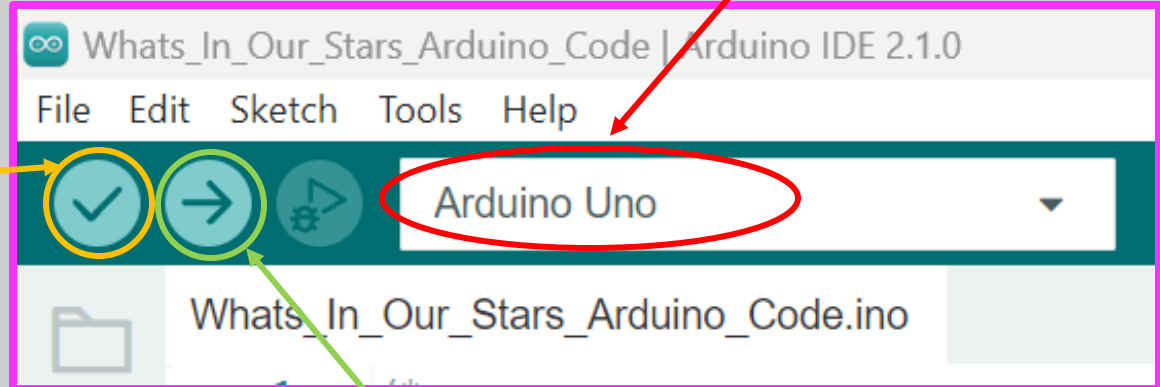 Whats_In_Our_Stars_Arduino_Code | Arduino IDE 2.1.0
File Edit Sketch Tools Help
Arduino Uno
Whats_In_Our_Stars_Arduino_Code.ino